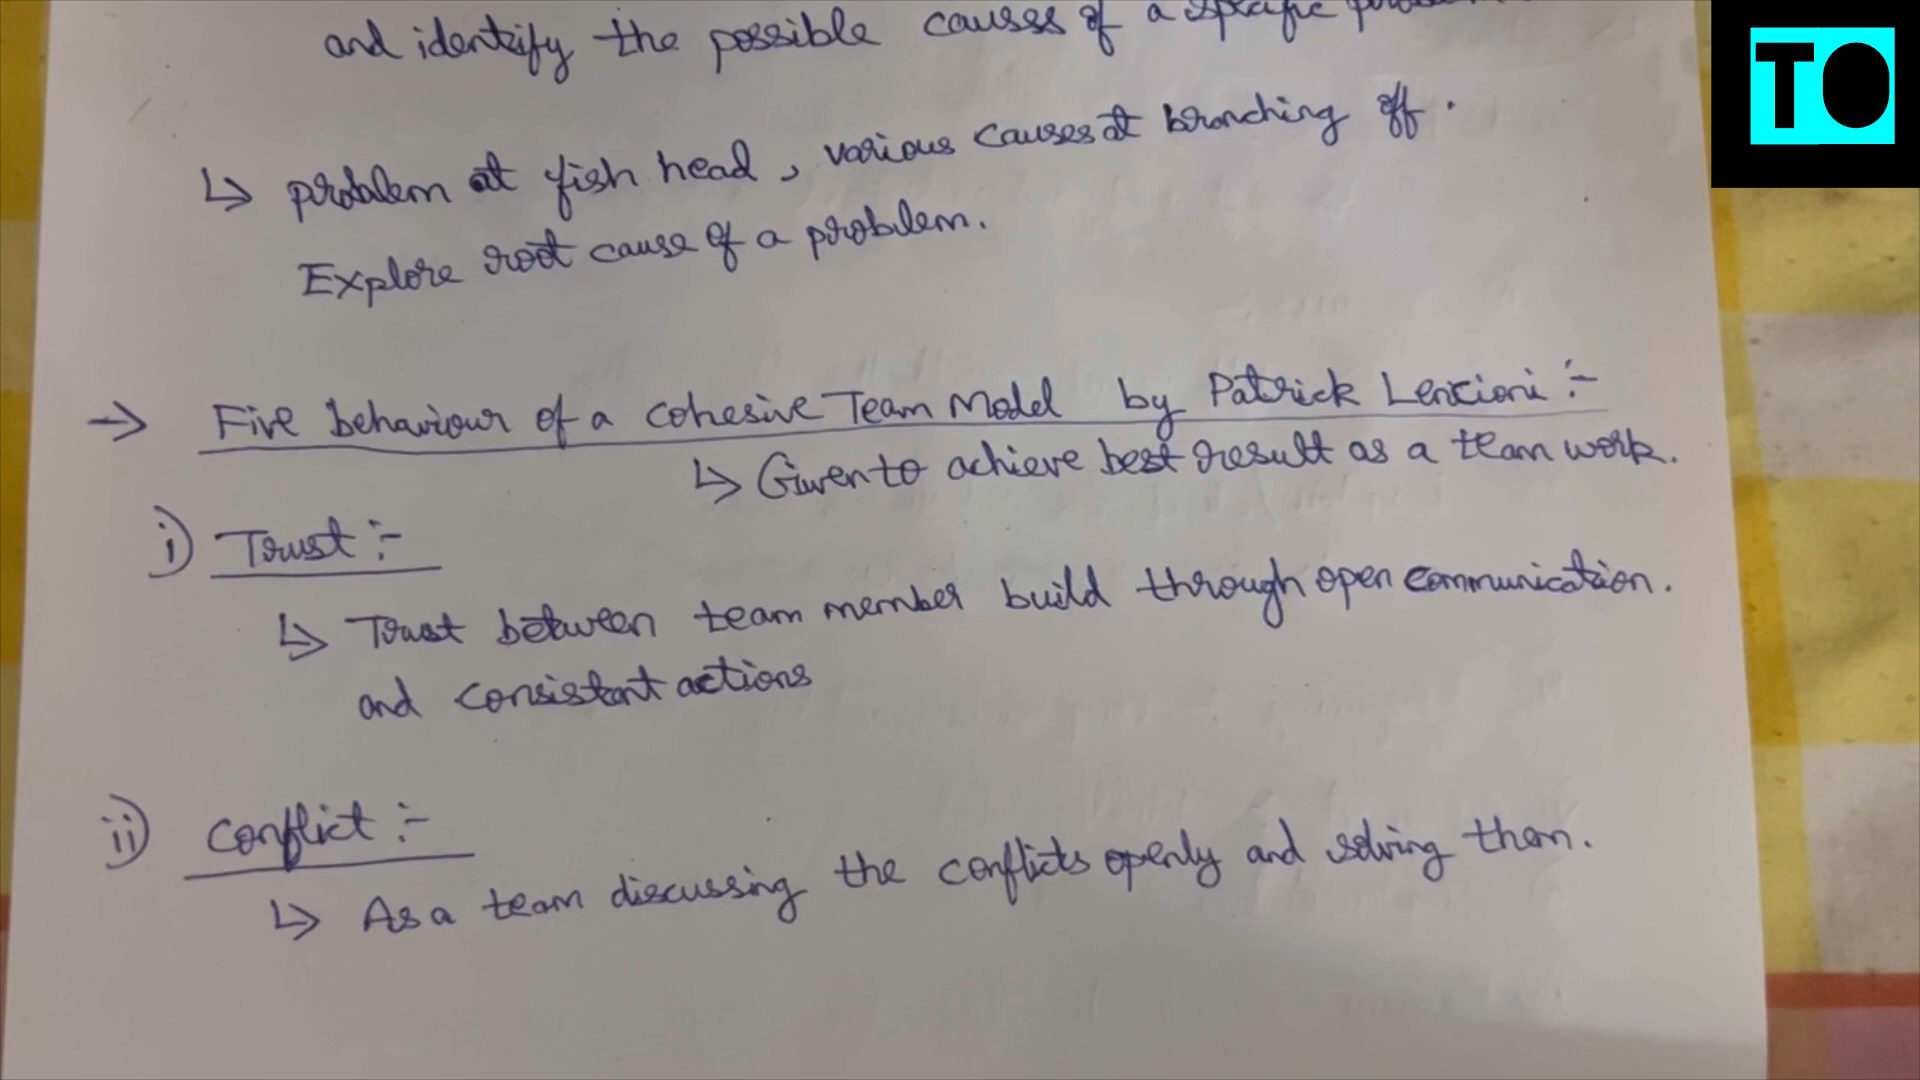 and identify the possible causes of a specific
↳ problem at fish head, various causes at branching off.
Explore root cause of a problem.
→ Five behaviour of a cohesive Team Model by Patrick Lencioni :-
↳ Given to achieve best result as a team work.
i) Trust :-
↳ Trust between team member build through open communication.
and consistent actions
ii) Conflict :-
↳ As a team discussing the conflicts openly and solving them.
TO